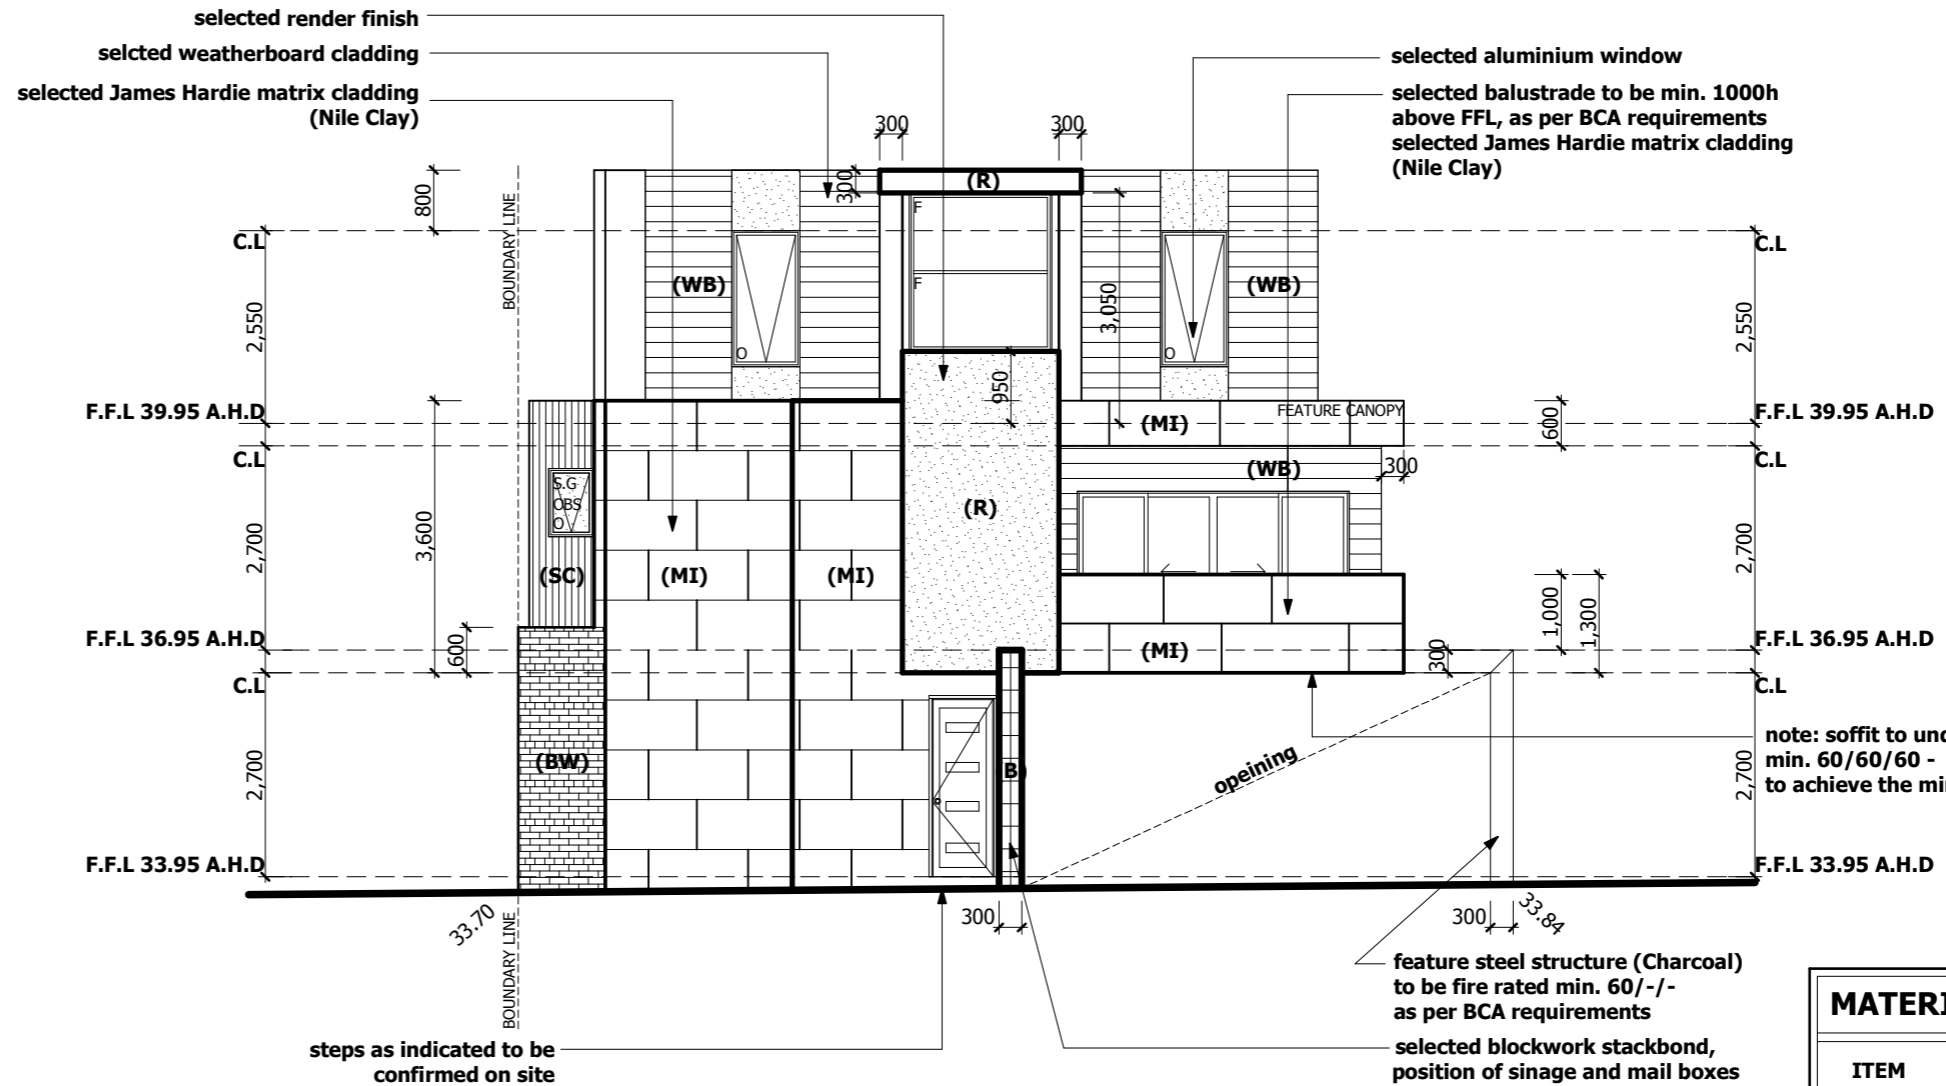 selected render finish
selcted weatherboard cladding
selected James Hardie matrix cladding
(Nile Clay)
selected aluminium window
selected balustrade to be min. 1000h
above FFL, as per BCA requirements
selected James Hardie matrix cladding
(Nile Clay)
300
300
300
(R)
800
BOUNDARY LINE
C.L
C.L
F
F
O
O
(WB)
(WB)
3,050
2,550
2,550
950
F.F.L 39.95 A.H.D
F.F.L 39.95 A.H.D
FEATURE CANOPY
(MI)
600
C.L
C.L
(WB)
300
S.G
OBS
O
(R)
3,600
2,700
2,700
(SC)
(MI)
(MI)
1,000
1,300
F.F.L 36.95 A.H.D
F.F.L 36.95 A.H.D
600
(MI)
300
C.L
C.L
note: soffit to und
min. 60/60/60 -
to achieve the mi
2,700
2,700
(BW)
(B)
opeining
F.F.L 33.95 A.H.D
F.F.L 33.95 A.H.D
33.70
BOUNDARY LINE
300
300
33.84
feature steel structure (Charcoal)
to be fire rated min. 60/-/-
as per BCA requirements
steps as indicated to be
confirmed on site
selected blockwork stackbond,
position of sinage and mail boxes
MATERI
ITEM